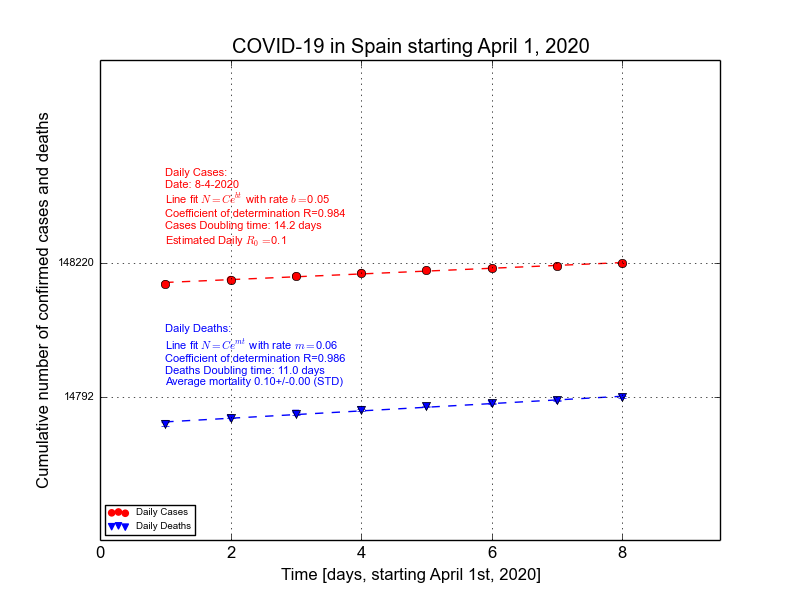 COVID-19 in Spain starting April 1, 2020
Cumulative number of confirmed cases and deaths
Daily Cases:
Date: 8-4-2020
Line fit N = Ce^{bt} with rate b =0.05
Coefficient of determination R=0.984
Cases Doubling time: 14.2 days
Estimated Daily R_0 =0.1
148220
Daily Deaths:
Line fit N = Ce^{mt} with rate m =0.06
Coefficient of determination R=0.986
Deaths Doubling time: 11.0 days
Average mortality 0.10+/-0.00 (STD)
14792
Daily Cases
Daily Deaths
0 2 4 6 8
Time [days, starting April 1st, 2020]